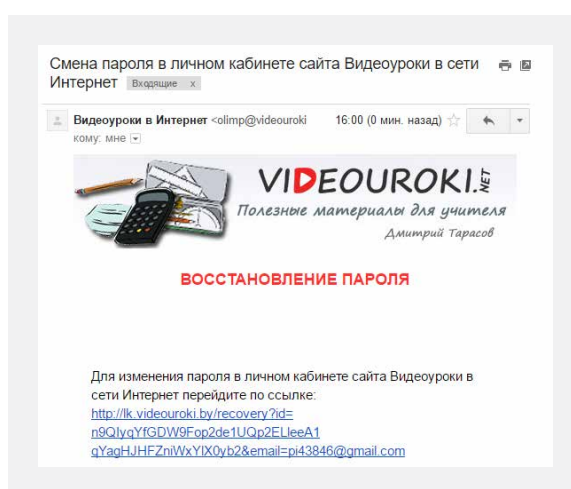 Смена пароля в личном кабинете сайта Видеоуроки в сети
Интернет Входящие x
Видеоуроки в Интернет <olimp@videouroki 16:00 (0 мин. назад)
кому: мне
VIDEOUROKI.NET
Полезные материалы для учителя
Дмитрий Тарасов
ВОССТАНОВЛЕНИЕ ПАРОЛЯ
Для изменения пароля в личном кабинете сайта Видеоуроки в
сети Интернет перейдите по ссылке:
http://lk.videouroki.by/recovery?id=
n9QIyqYfGDW9Fop2de1UQp2ELleeA1
qYagHJHFZniWxYlX0yb2&email=pi43846@gmail.com